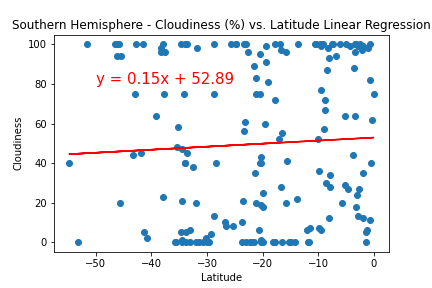 Southern Hemisphere - Cloudiness (%) vs. Latitude Linear Regression
100
80
60
40
20
0
Cloudiness
y = 0.15x + 52.89
−50 −40 −30 −20 −10 0
Latitude